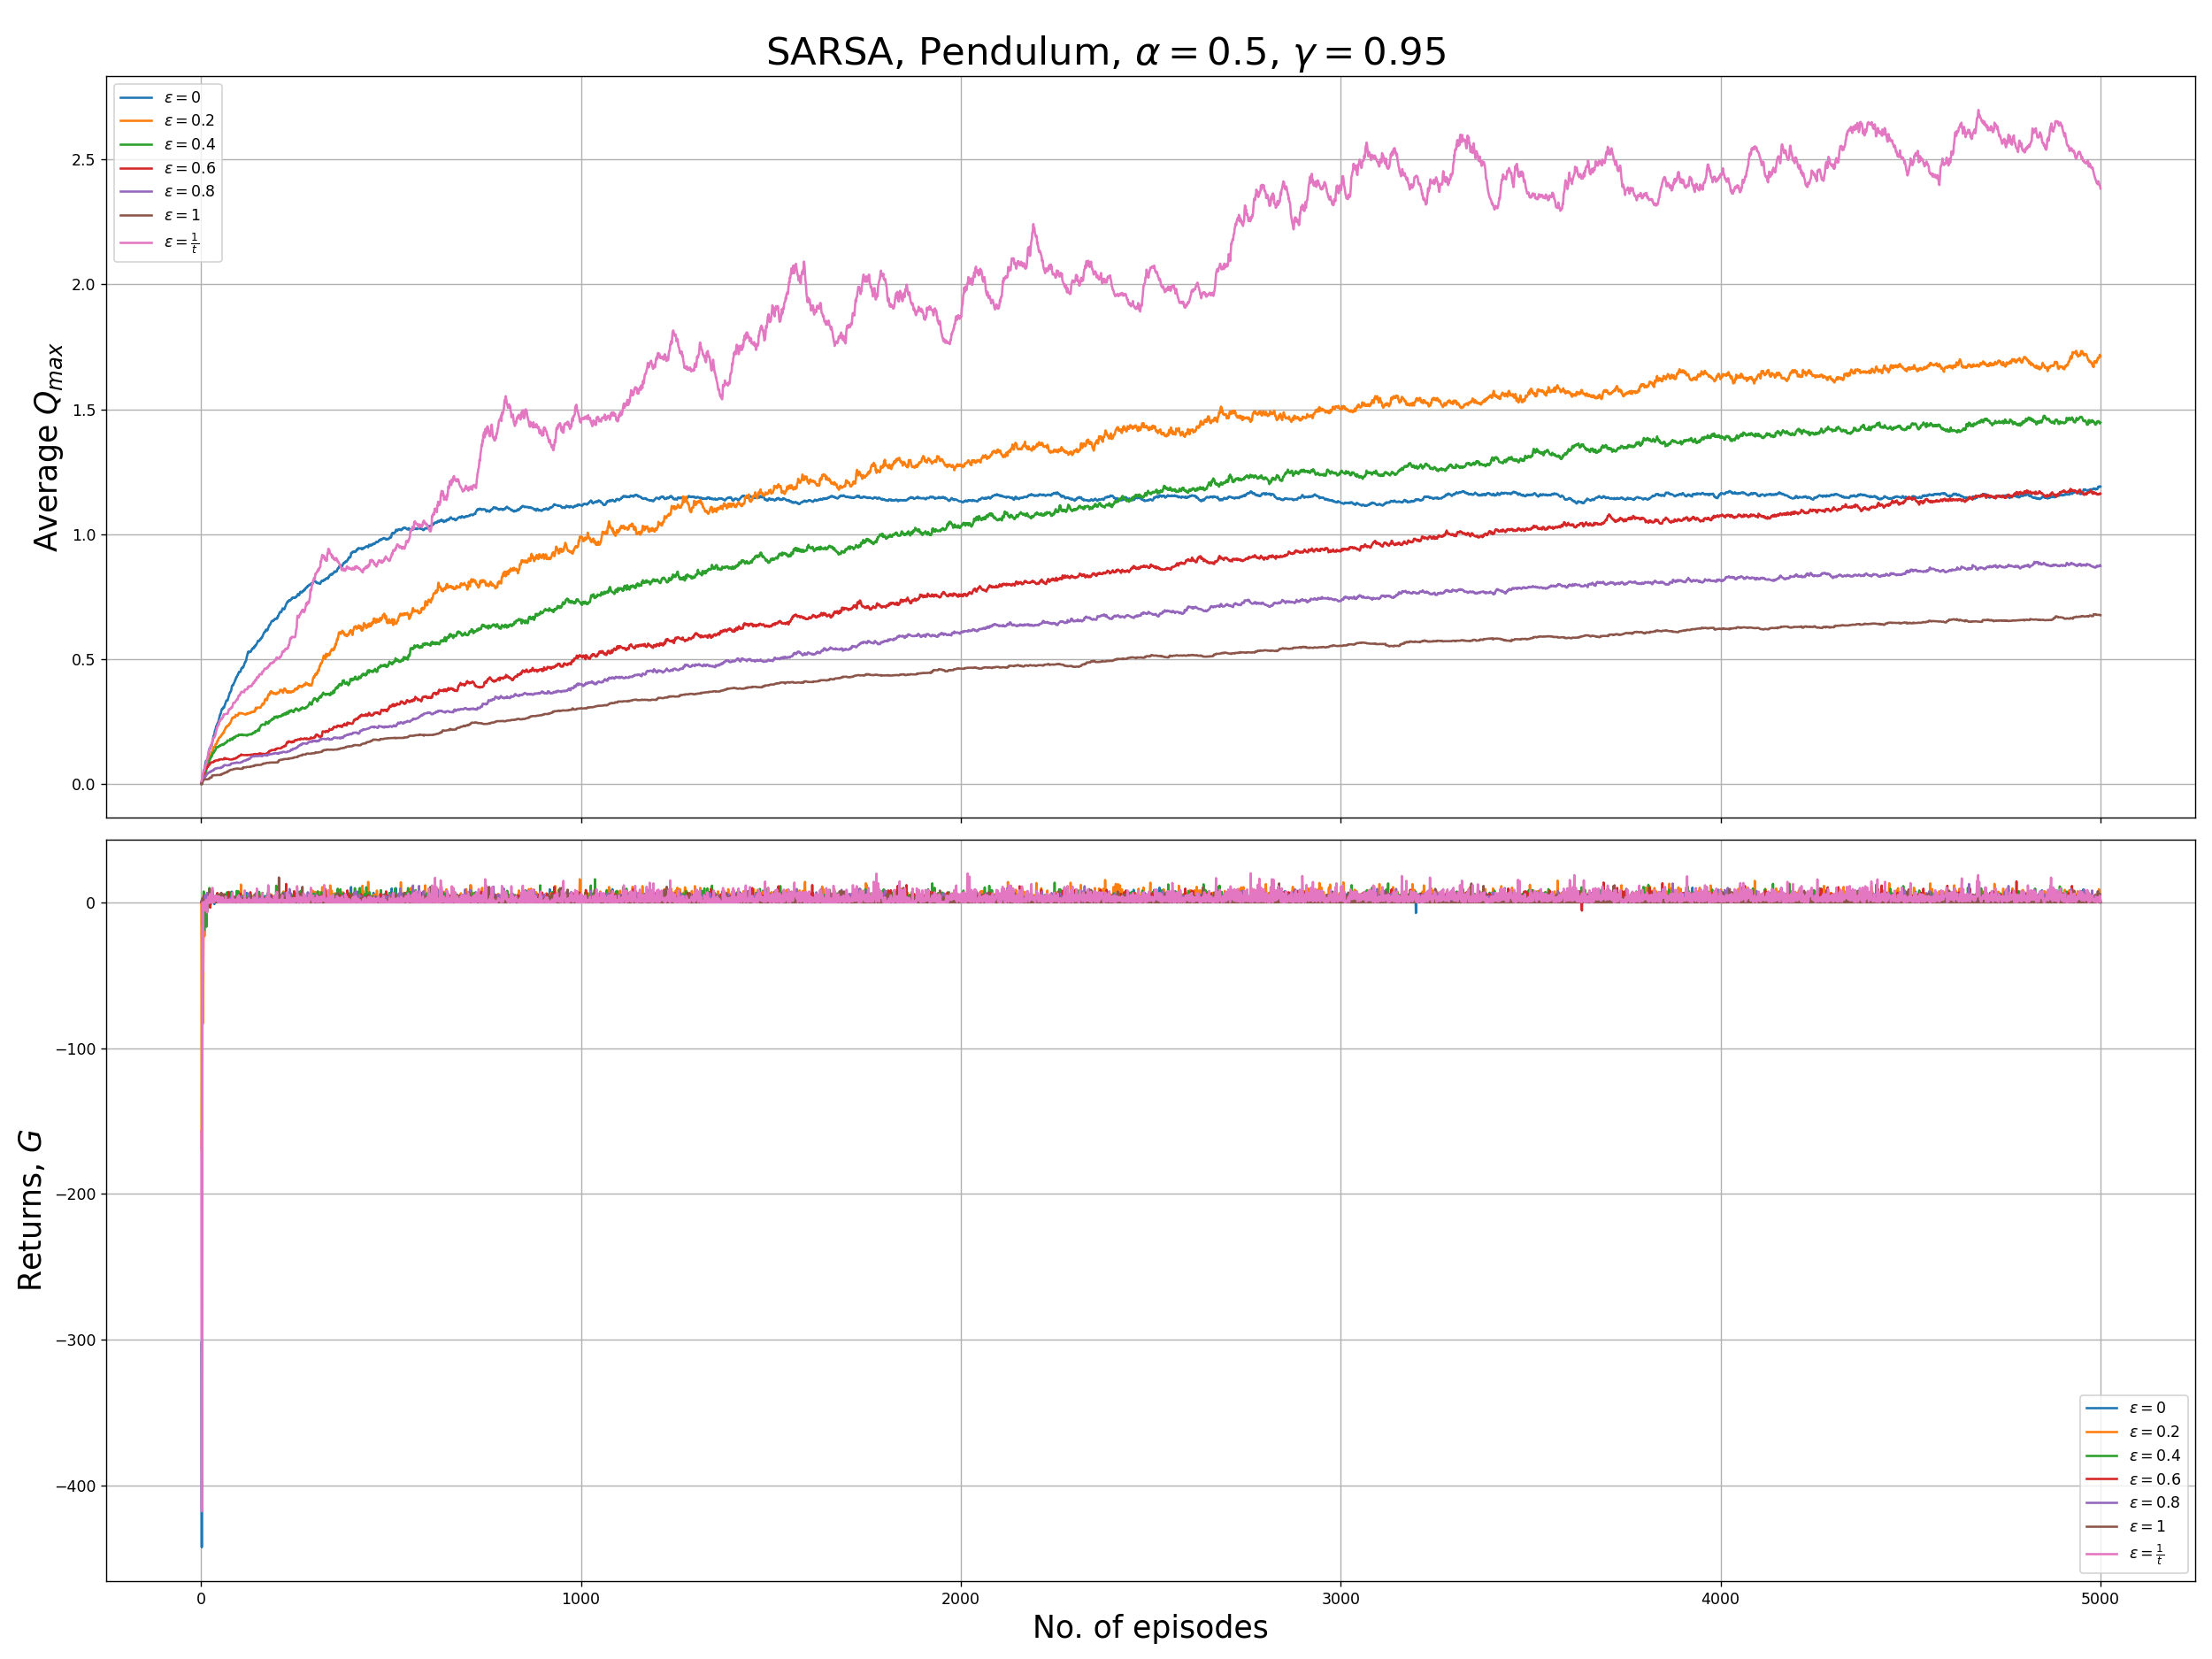 SARSA, Pendulum, α = 0.5, γ = 0.95
ε = 0
ε = 0.2
ε = 0.4
ε = 0.6
ε = 0.8
ε = 1
ε = 1/t
Average Q_max
2.5
2.0
1.5
1.0
0.5
0.0
Returns, G
0
−100
−200
−300
−400
ε = 0
ε = 0.2
ε = 0.4
ε = 0.6
ε = 0.8
ε = 1
ε = 1/t
0 1000 2000 3000 4000 5000
No. of episodes